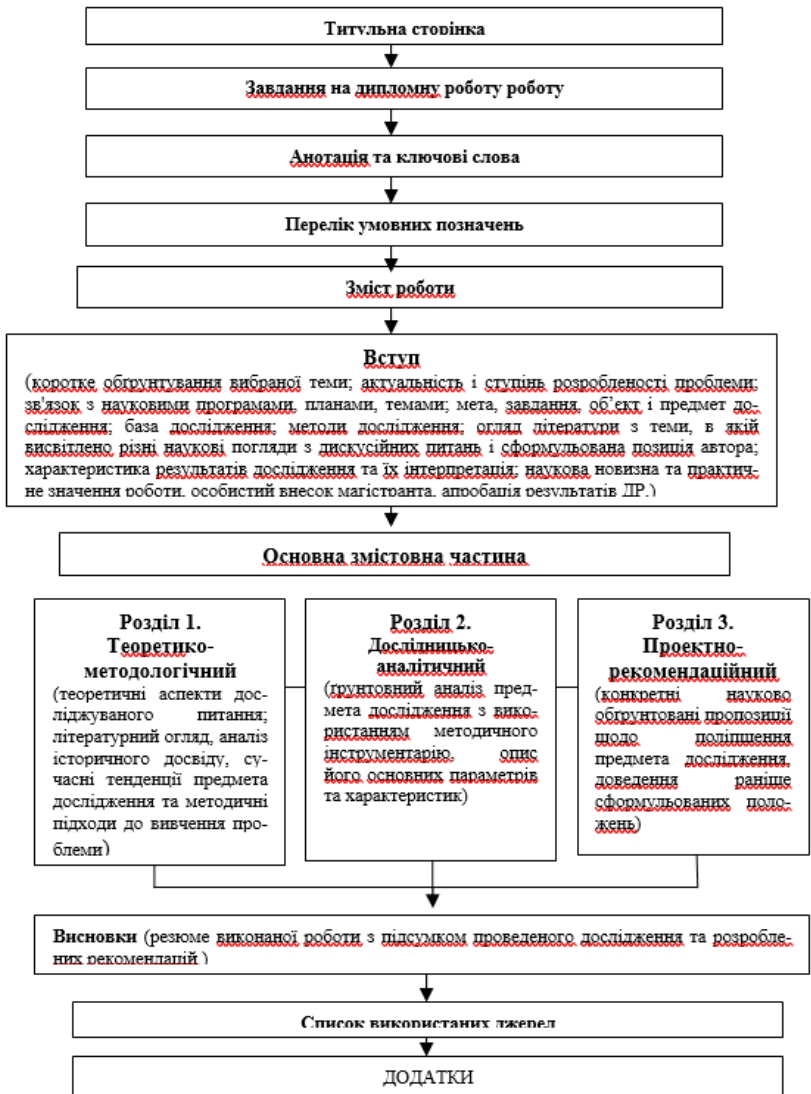 Титульна сторінка
Завдання на дипломну роботу роботу
Анотація та ключові слова
Перелік умовних позначень
Зміст роботи
Вступ
(коротке обґрунтування вибраної теми; актуальність і ступінь розробленості проблеми;
зв'язок з науковими програмами, планами, темами; мета, завдання, об’єкт і предмет до-
слідження; база дослідження; методи дослідження; огляд літератури з теми, в якій
висвітлено різні наукові погляди з дискусійних питань і сформульована позиція автора;
характеристика результатів дослідження та їх інтерпретація; наукова новизна та практич-
не значення роботи, особистий внесок магістранта, апробація результатів ДР.)
Основна змістовна частина
Розділ 1.
Теоретико-
методологічний
(теоретичні аспекти дос-
ліджуваного питання;
літературний огляд, аналіз
історичного досвіду, су-
часні тенденції предмета
дослідження та методичні
підходи до вивчення про-
блеми)
Розділ 2.
Дослідницько-
аналітичний
(ґрунтовний аналіз пред-
мета дослідження з вико-
ристанням методичного
інструментарію, опис
його основних параметрів
та характеристик)
Розділ 3.
Проектно-
рекомендаційний
(конкретні науково
обґрунтовані пропозиції
щодо поліпшення
предмета дослідження,
доведення раніше
сформульованих поло-
жень)
Висновки (резюме виконаної роботи з підсумком проведеного дослідження та розробле-
них рекомендацій )
Список використаних джерел
ДОДАТКИ